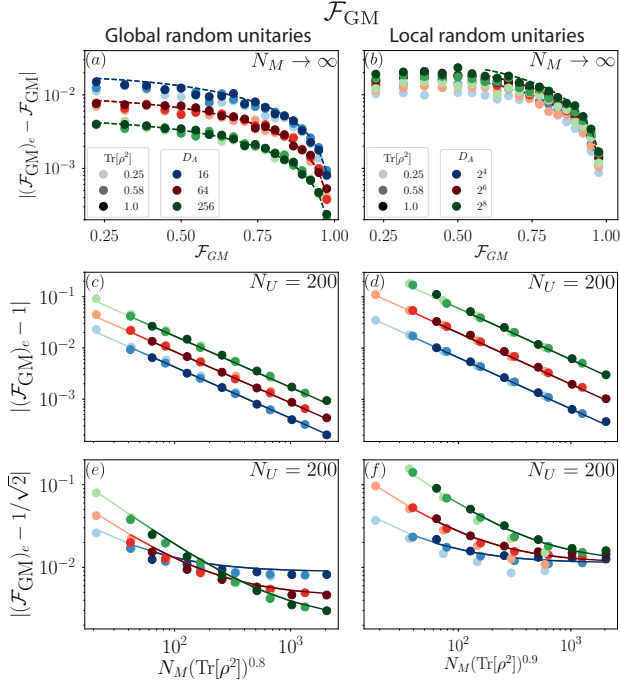 𝓕_GM
Global random unitaries Local random unitaries
(a) N_M → ∞ (b) N_M → ∞
|(𝓕_GM)_e − 𝓕_GM|
10^−2
10^−3
Tr[ρ^2] D_A
0.25 16
0.58 64
1.0 256
Tr[ρ^2] D_A
0.25 2^4
0.58 2^6
1.0 2^8
0.25 0.50 0.75 1.00 0.25 0.50 0.75 1.00
𝓕_GM 𝓕_GM
(c) N_U = 200 (d) N_U = 200
|(𝓕_GM)_e − 1|
10^−1
10^−2
10^−3
(e) N_U = 200 (f) N_U = 200
|(𝓕_GM)_e − 1/√2|
10^−1
10^−2
10^2 10^3 10^2 10^3
N_M(Tr[ρ^2])^0.8 N_M(Tr[ρ^2])^0.9